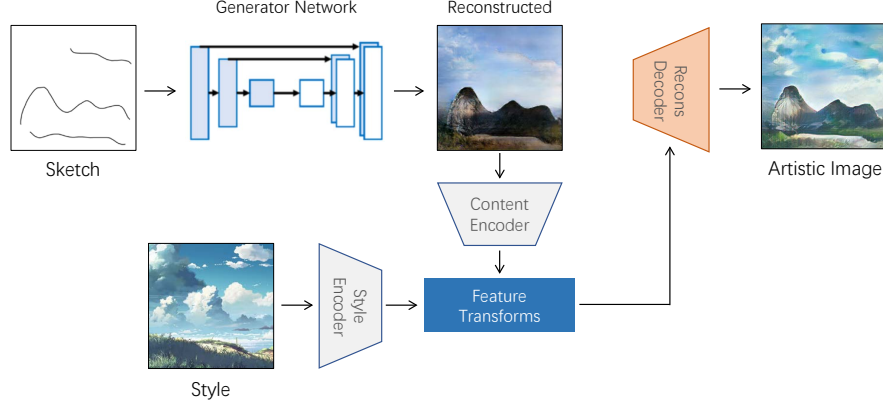 Generator Network
Reconstructed
Recons
Decoder
Sketch
Artistic Image
Content
Encoder
Style
Encoder
Feature
Transforms
Style